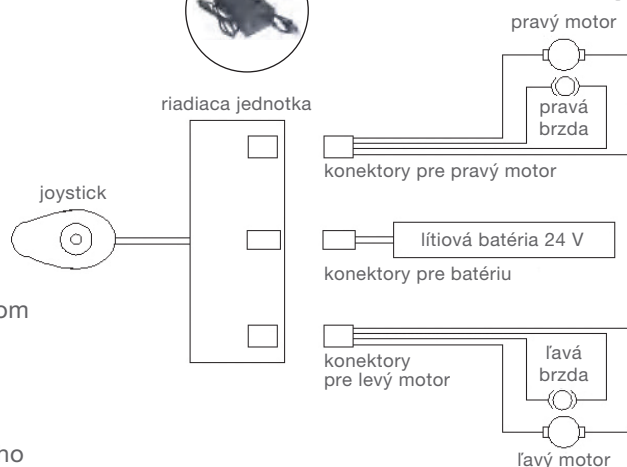 pravý motor
pravá
brzda
riadiaca jednotka
konektory pre pravý motor
joystick
lítiová batéria 24 V
konektory pre batériu
om
konektory
pre levý motor
ľavá
brzda
no
ľavý motor